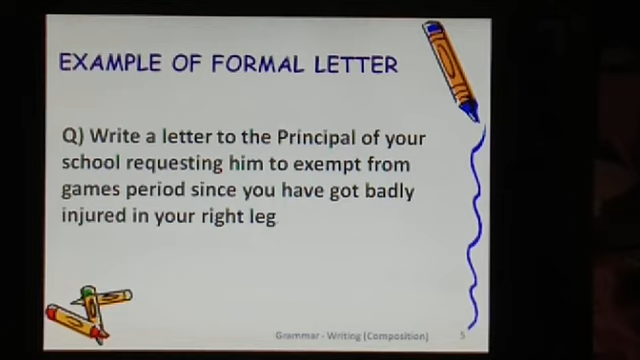 EXAMPLE OF FORMAL LETTER
Q) Write a letter to the Principal of your
school requesting him to exempt from
games period since you have got badly
injured in your right leg
Grammar - Writing (Composition)
5